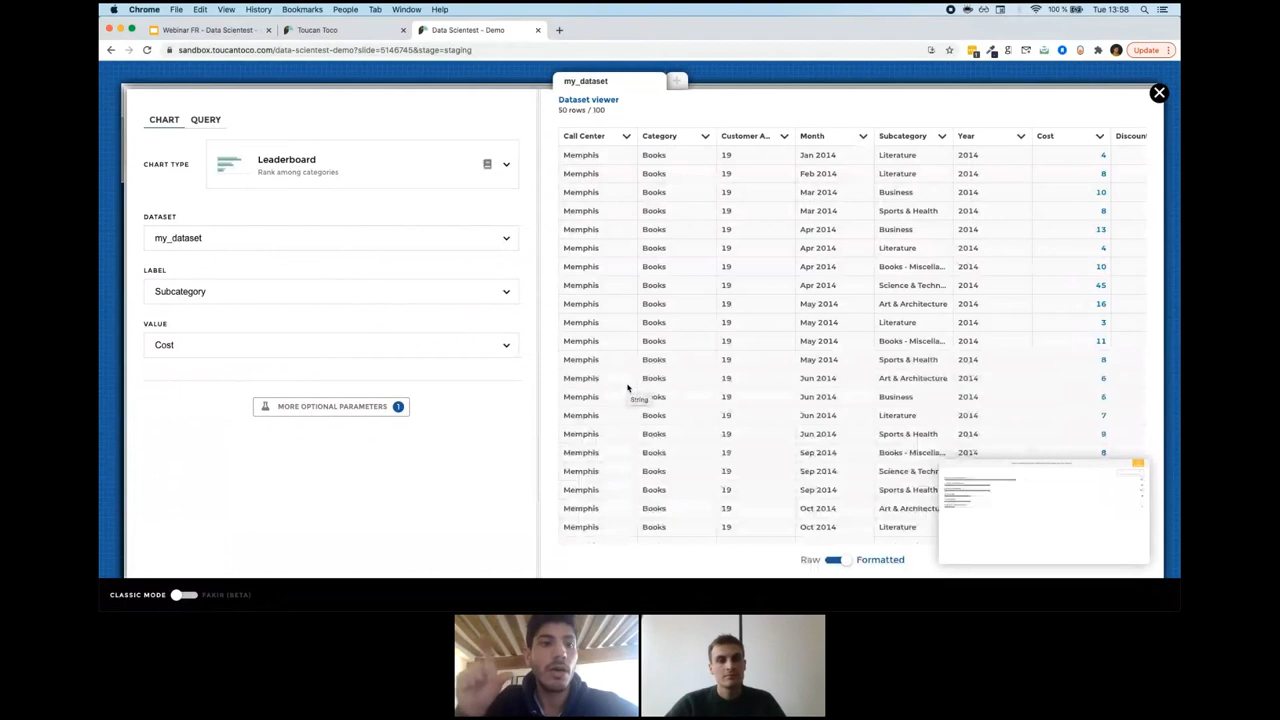 Chrome File Edit View History Bookmarks People Tab Window Help 100 % Tue 13:58
Webinar FR - Data Scientest - Toucan Toco Data Scientest - Demo
sandbox.toucantoco.com/data-scientest-demo?slide=5146745&stage=staging Update
my_dataset
Dataset viewer
50 rows / 100
CHART QUERY
CHART TYPE Leaderboard
Rank among categories
DATASET
my_dataset
LABEL
Subcategory
VALUE
Cost
MORE OPTIONAL PARAMETERS 1
Call Center Category Customer A... Month Subcategory Year Cost Discoun
Memphis Books 19 Jan 2014 Literature 2014 4
Memphis Books 19 Feb 2014 Literature 2014 8
Memphis Books 19 Mar 2014 Business 2014 10
Memphis Books 19 Mar 2014 Sports & Health 2014 8
Memphis Books 19 Apr 2014 Business 2014 13
Memphis Books 19 Apr 2014 Literature 2014 4
Memphis Books 19 Apr 2014 Books - Miscella... 2014 10
Memphis Books 19 Apr 2014 Science & Techn... 2014 45
Memphis Books 19 May 2014 Art & Architecture 2014 16
Memphis Books 19 May 2014 Literature 2014 3
Memphis Books 19 May 2014 Books - Miscella... 2014 11
Memphis Books 19 May 2014 Sports & Health 2014 8
Memphis Books 19 Jun 2014 Art & Architecture 2014 6
Memphis ooks 19 Jun 2014 Business 2014 6
String
Memphis Books 19 Jun 2014 Literature 2014 7
Memphis Books 19 Jun 2014 Sports & Health 2014 9
Memphis Books 19 Sep 2014 Books - Miscella... 2014 8
Memphis Books 19 Sep 2014 Science & Techr
Memphis Books 19 Sep 2014 Sports & Health
Memphis Books 19 Oct 2014 Art & Architectu
Memphis Books 19 Oct 2014 Literature
Raw Formatted
CLASSIC MODE FAKIR (BETA)